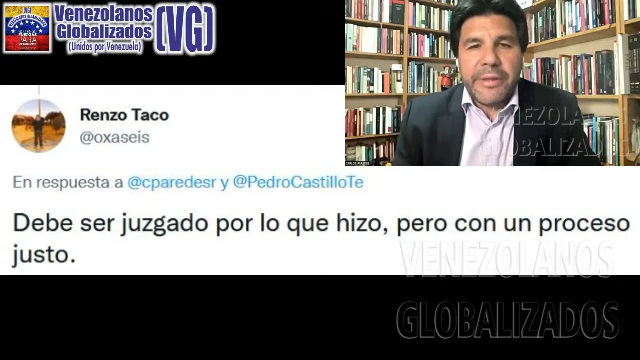 Venezolanos
Globalizados
(Unidos por Venezuela)
(VG)
Renzo Taco
@oxaseis
En respuesta a @cparedesr y @PedroCastilloTe
Debe ser juzgado por lo que hizo, pero con un proceso
justo.
VENEZOLANOS
GLOBALIZADOS